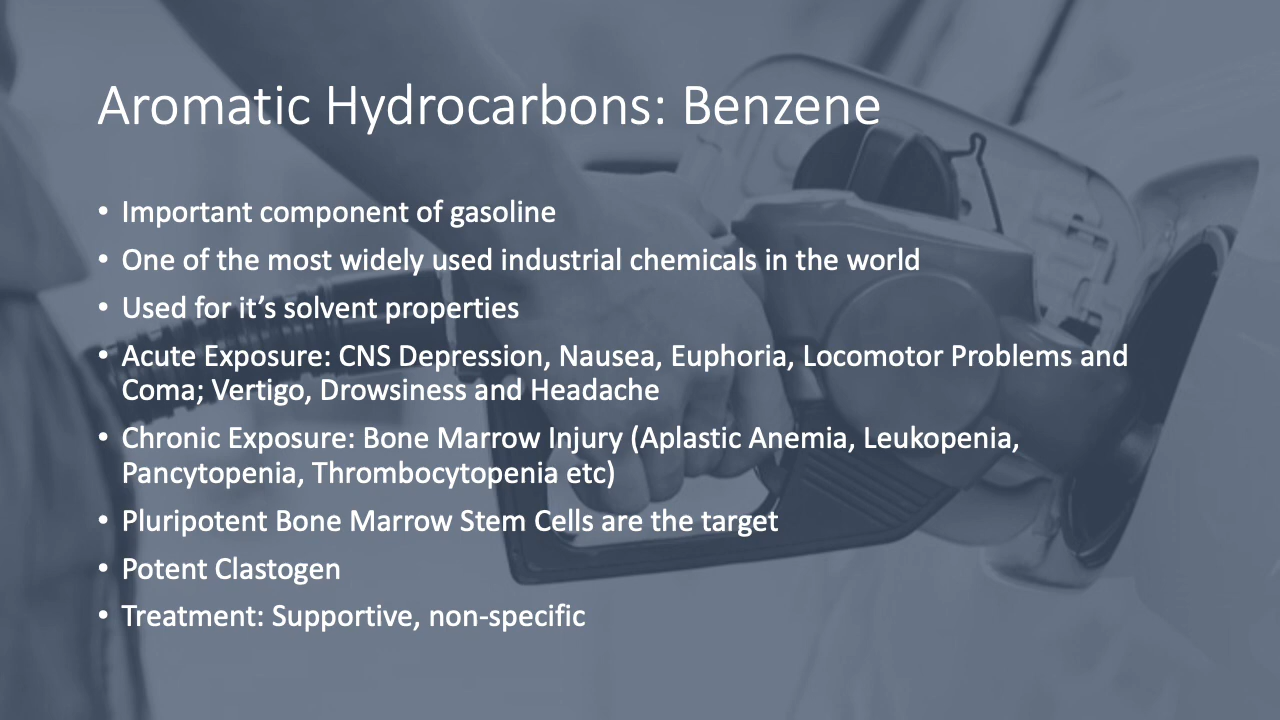 Aromatic Hydrocarbons: Benzene
• Important component of gasoline
• One of the most widely used industrial chemicals in the world
• Used for it’s solvent properties
• Acute Exposure: CNS Depression, Nausea, Euphoria, Locomotor Problems and
Coma; Vertigo, Drowsiness and Headache
• Chronic Exposure: Bone Marrow Injury (Aplastic Anemia, Leukopenia,
Pancytopenia, Thrombocytopenia etc)
• Pluripotent Bone Marrow Stem Cells are the target
• Potent Clastogen
• Treatment: Supportive, non-specific